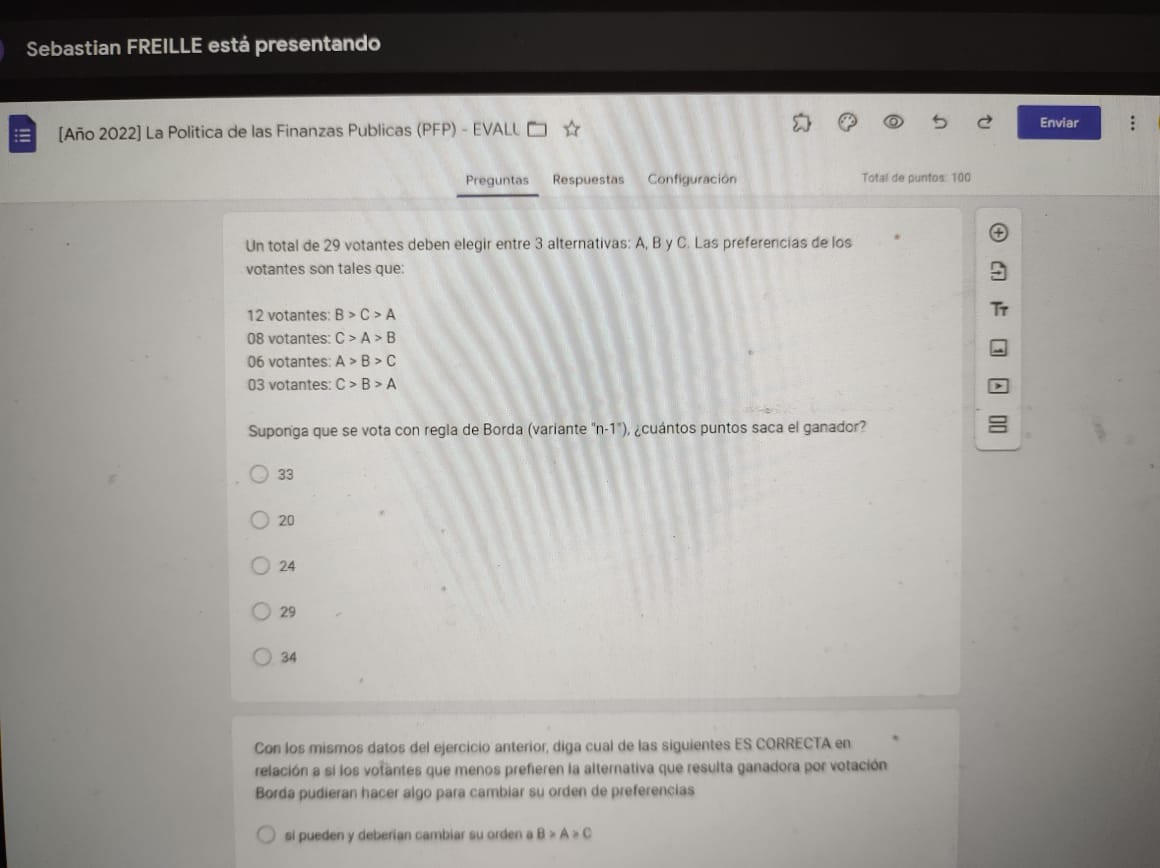 Sebastian FREILLE está presentando
[Año 2022] La Politica de las Finanzas Publicas (PFP) - EVALU
Enviar
Preguntas Respuestas Configuración
Total de puntos: 100
Un total de 29 votantes deben elegir entre 3 alternativas: A, B y C. Las preferencias de los
votantes son tales que:
12 votantes: B > C > A
08 votantes: C > A > B
06 votantes: A > B > C
03 votantes: C > B > A
Suponga que se vota con regla de Borda (variante "n-1"), ¿cuántos puntos saca el ganador?
33
20
24
29
34
Con los mismos datos del ejercicio anterior, diga cual de las siguientes ES CORRECTA en
relación a si los votantes que menos prefieren la alternativa que resulta ganadora por votación
Borda pudieran hacer algo para cambiar su orden de preferencias
si pueden y deberían cambiar su orden a B > A > C
Tт